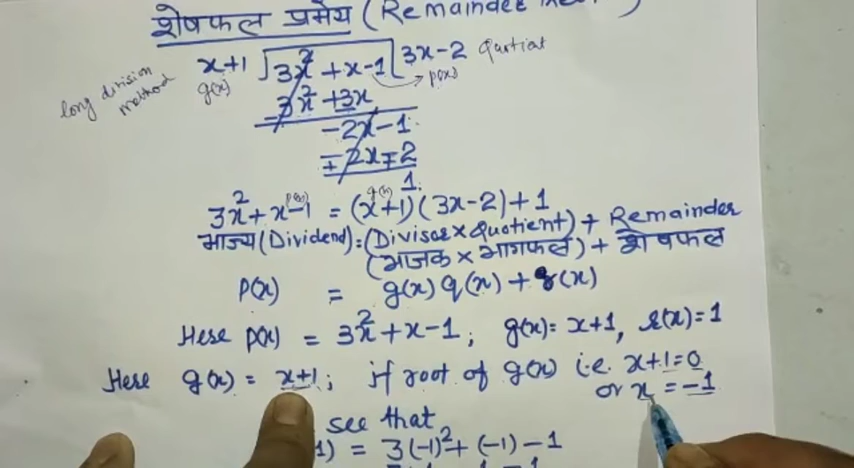 शेषफल प्रमेय (Remainder
x+1 ) 3x²+x-1 ( 3x-2 Qutient
long division method
g(x)
p(x)
3x²+3x
-2x-1
-2x-2
1
3x²+x-1 = (x+1)(3x-2)+1
p(x) g(x)
भाज्य (Dividend) = (Divisor×Quotient) + Remainder
(भाजक × भागफल) + शेषफल
p(x) = g(x) q(x) + r(x)
Here p(x) = 3x²+x-1; g(x)= x+1, r(x)=1
Here g(x) = x+1; if root of g(x) i.e. x+1=0
or x = -1
see that
1) = 3(-1)²+(-1)-1